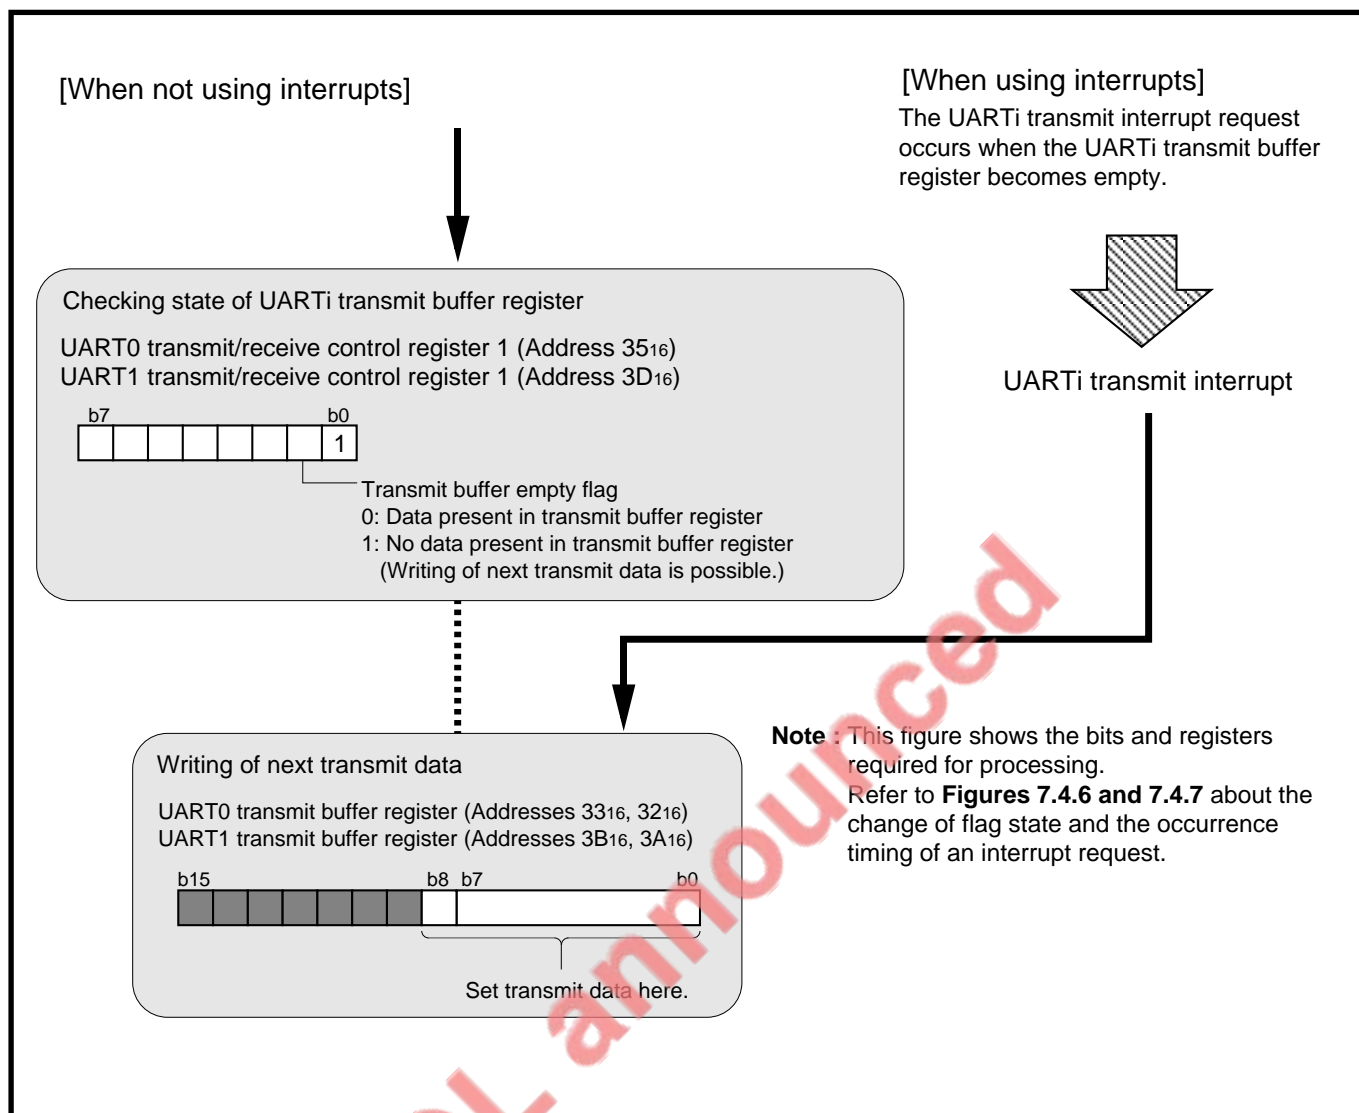 [When not using interrupts]
[When using interrupts]
The UARTi transmit interrupt request
occurs when the UARTi transmit buffer
register becomes empty.
Checking state of UARTi transmit buffer register
UART0 transmit/receive control register 1 (Address 35₁₆)
UART1 transmit/receive control register 1 (Address 3D₁₆)
b7 b0
1
Transmit buffer empty flag
0: Data present in transmit buffer register
1: No data present in transmit buffer register
(Writing of next transmit data is possible.)
UARTi transmit interrupt
Writing of next transmit data
UART0 transmit buffer register (Addresses 33₁₆, 32₁₆)
UART1 transmit buffer register (Addresses 3B₁₆, 3A₁₆)
b15 b8 b7 b0
Set transmit data here.
Note : This figure shows the bits and registers
required for processing.
Refer to Figures 7.4.6 and 7.4.7 about the
change of flag state and the occurrence
timing of an interrupt request.
announced